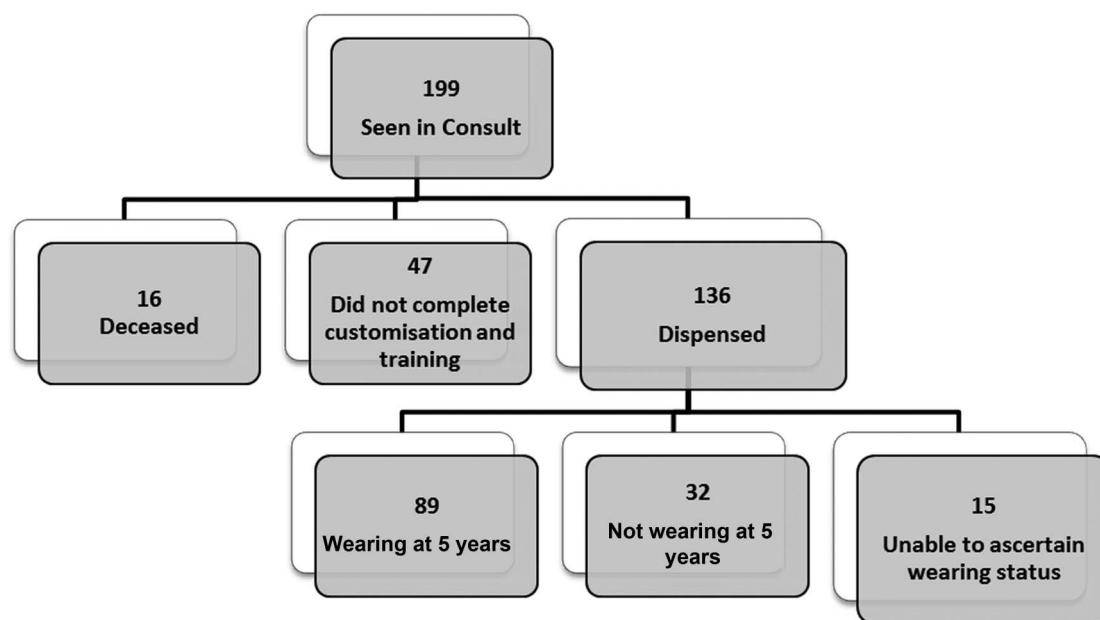 199
Seen in Consult
16
Deceased
47
Did not complete
customisation and
training
136
Dispensed
89
Wearing at 5 years
32
Not wearing at 5
years
15
Unable to ascertain
wearing status